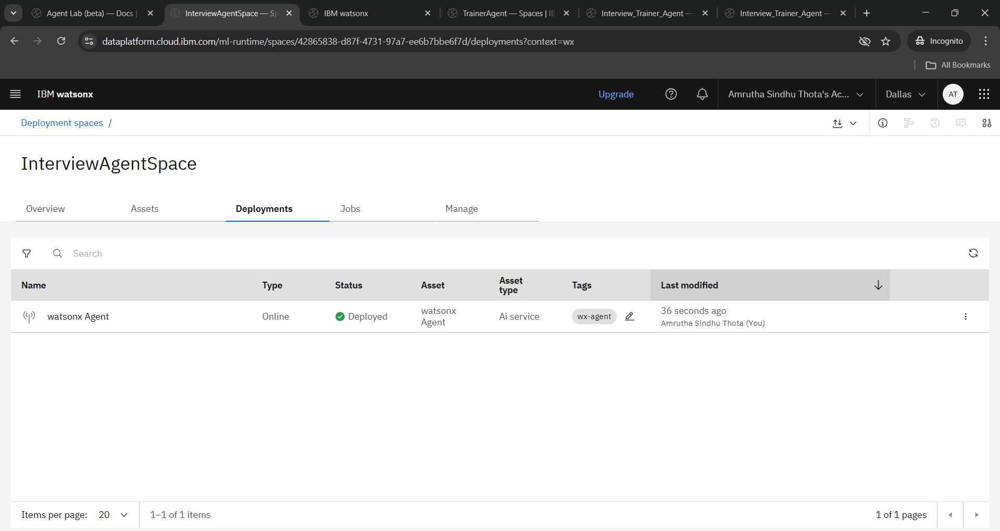 Agent Lab (beta) — Docs |
InterviewAgentSpace — Sp
IBM watsonx
TrainerAgent — Spaces | IB
Interview_Trainer_Agent —
Interview_Trainer_Agent —
dataplatform.cloud.ibm.com/ml-runtime/spaces/42865838-d87f-4731-97a7-ee6b7bbe6f7d/deployments?context=wx
Incognito
All Bookmarks
IBM watsonx
Upgrade
Amrutha Sindhu Thota's Ac...
Dallas
AT
Deployment spaces /
InterviewAgentSpace
Overview
Assets
Deployments
Jobs
Manage
Search
Name
Type
Status
Asset
Asset
type
Tags
Last modified
watsonx Agent
Online
Deployed
watsonx
Agent
Ai service
wx-agent
36 seconds ago
Amrutha Sindhu Thota (You)
Items per page: 20
1–1 of 1 items
1 of 1 pages